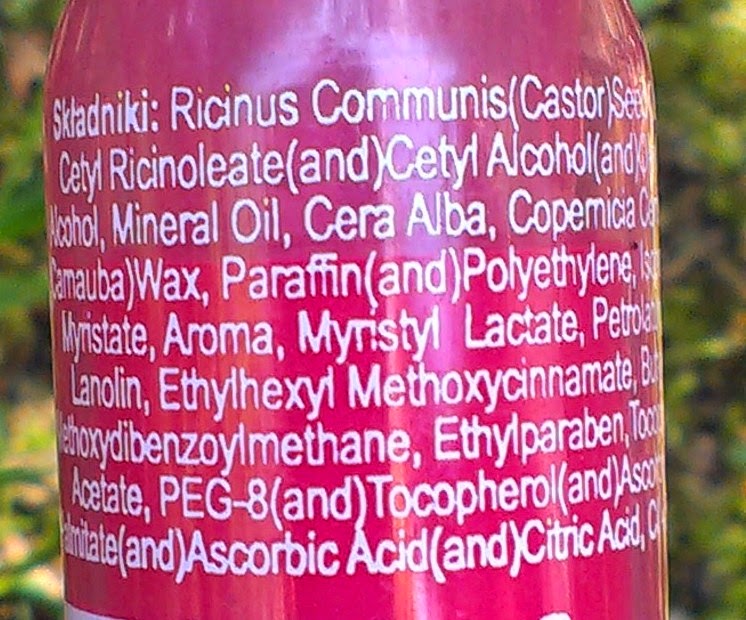 Składniki: Ricinus Communis(Castor)See
Cetyl Ricinoleate(and)Cetyl Alcohol(and)
Alcohol, Mineral Oil, Cera Alba, Copernicia
Carnauba)Wax, Paraffin(and)Polyethylene,
Myristate, Aroma, Myristyl Lactate,
Lanolin, Ethylhexyl Methoxycinnamate,
Methoxydibenzoylmethane, Ethylparaben,
Acetate, PEG-8(and)Tocopherol(and)
(and)Ascorbic Acid(and)Citric Acid,